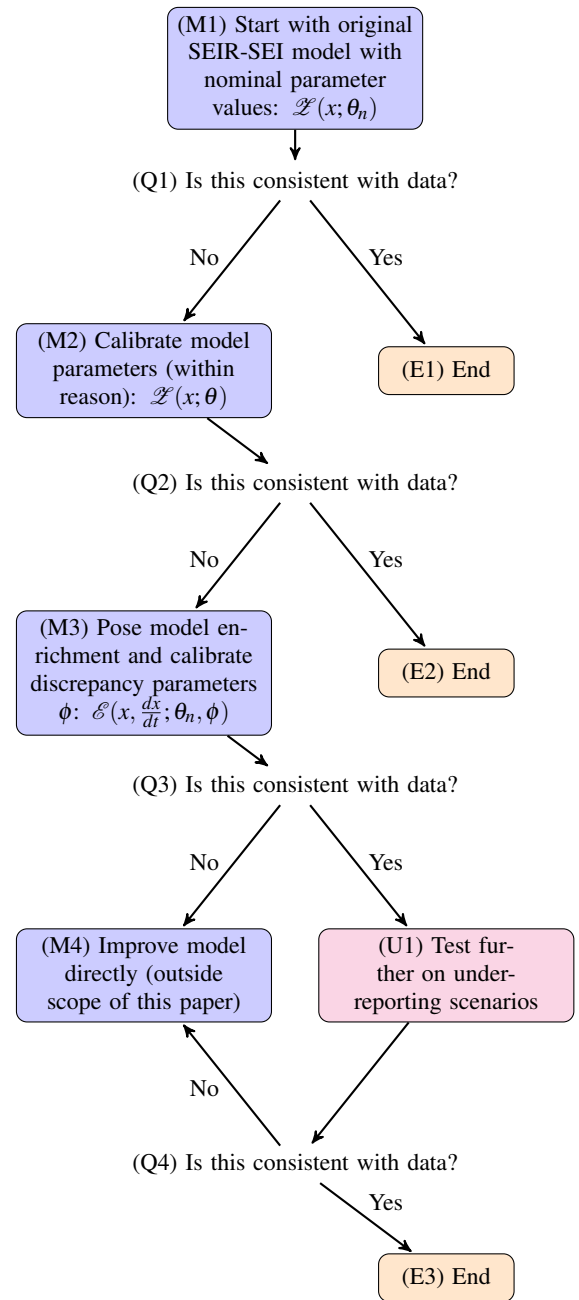 (M1) Start with original
SEIR-SEI model with
nominal parameter
values: 𝒵(x; θₙ)
(Q1) Is this consistent with data?
No
Yes
(M2) Calibrate model
parameters (within
reason): 𝒵(x; θ)
(E1) End
(Q2) Is this consistent with data?
No
Yes
(M3) Pose model en-
richment and calibrate
discrepancy parameters
ϕ: ℰ(x, dx/dt; θₙ, ϕ)
(E2) End
(Q3) Is this consistent with data?
No
Yes
(M4) Improve model
directly (outside
scope of this paper)
(U1) Test fur-
ther on under-
reporting scenarios
No
(Q4) Is this consistent with data?
Yes
(E3) End